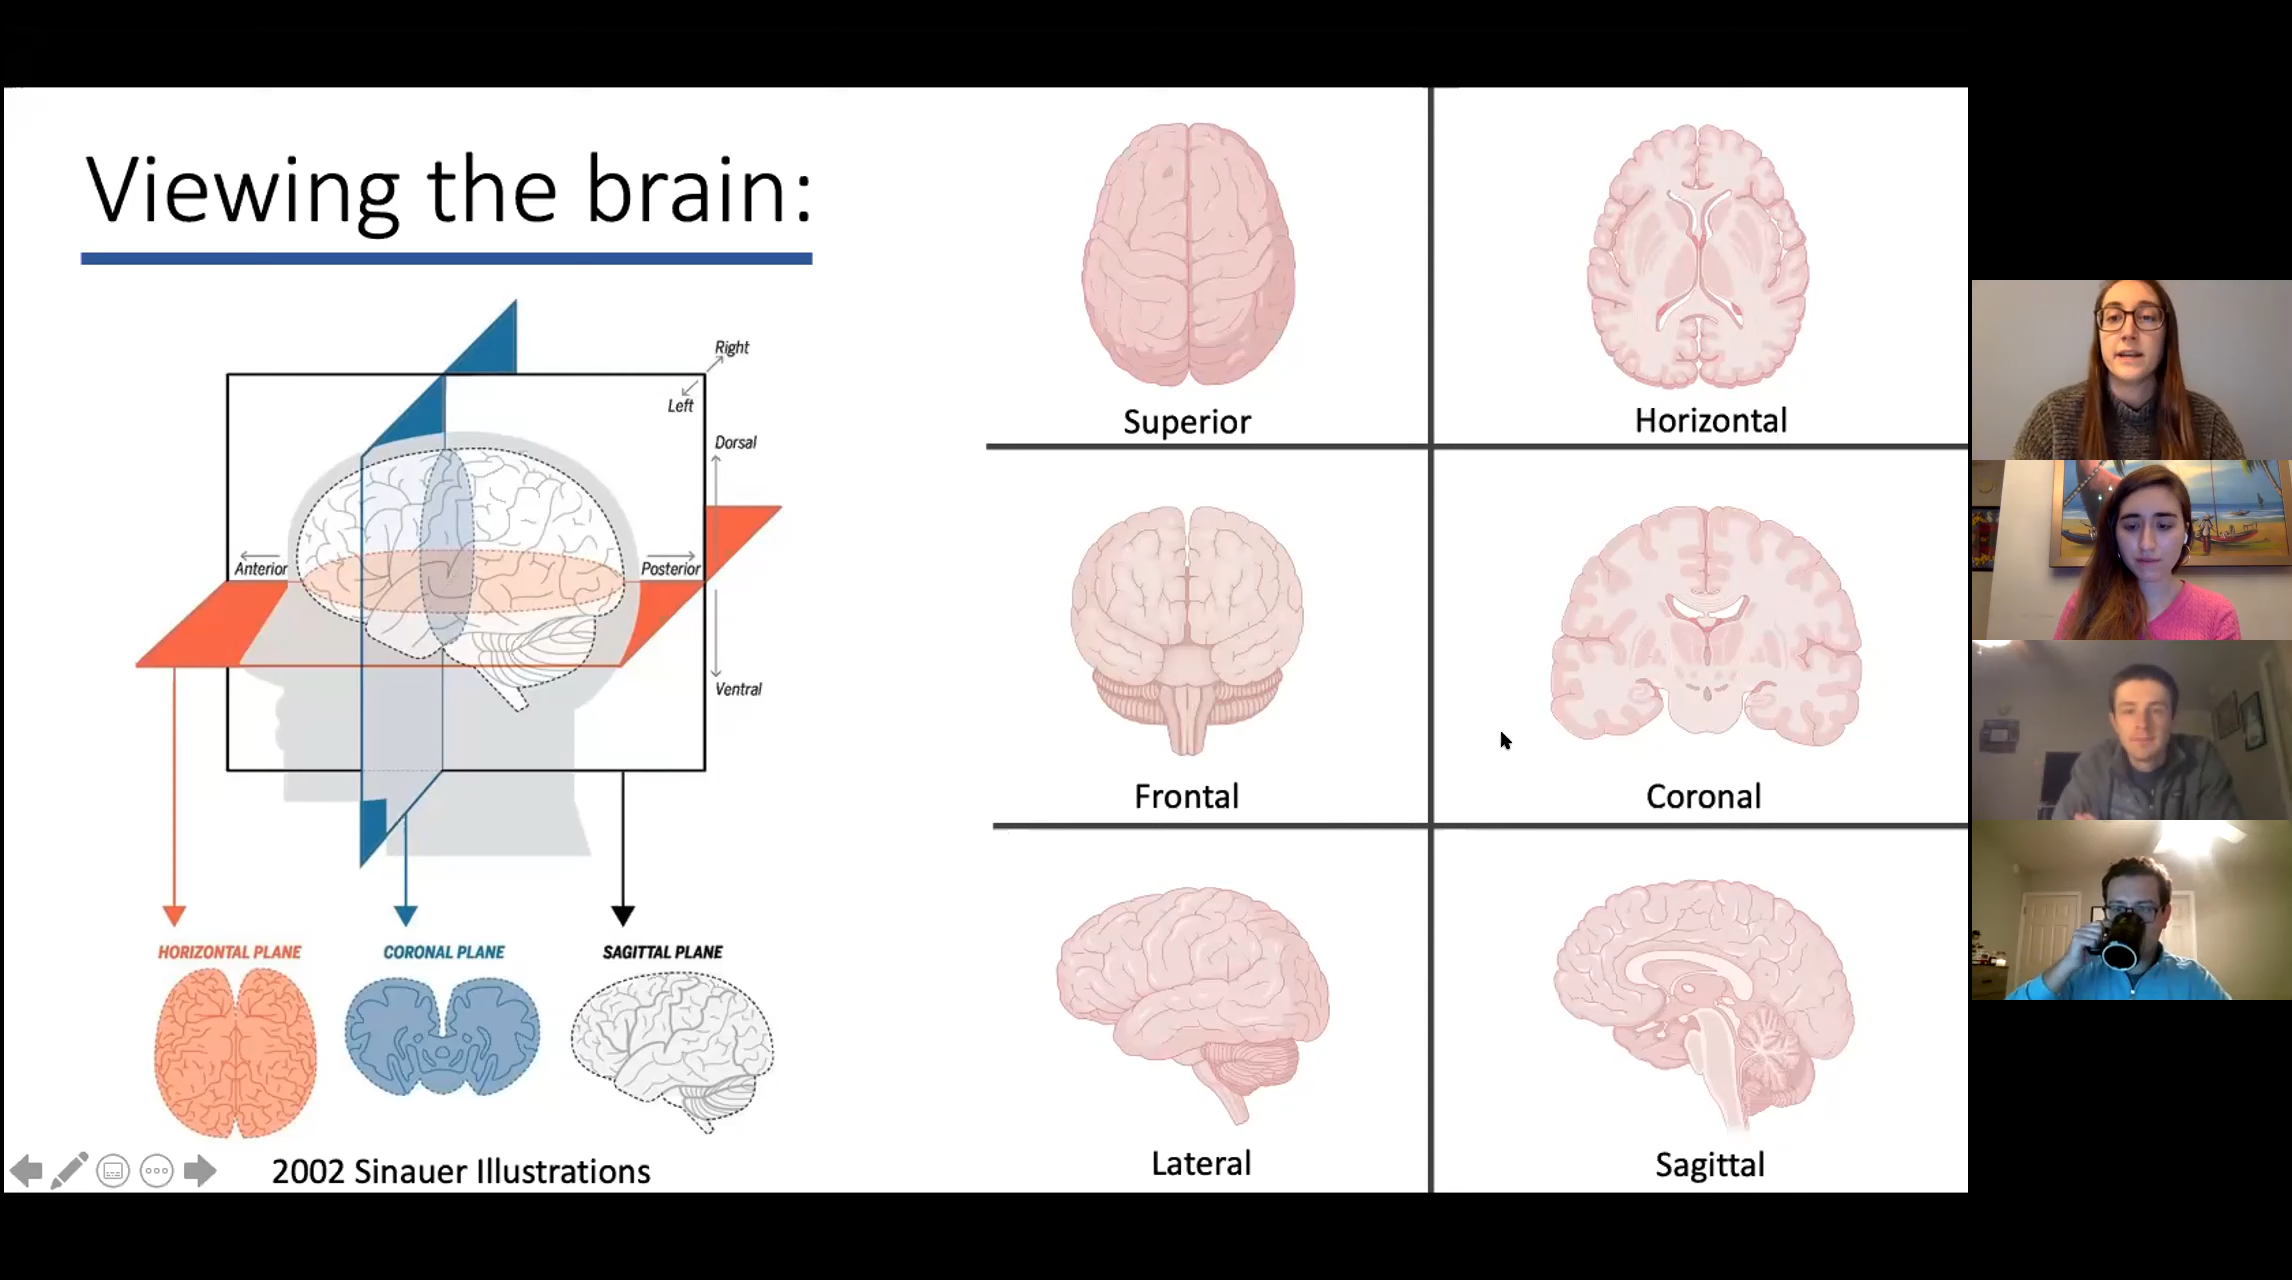 Viewing the brain:
Right
Left
Dorsal
Anterior
Posterior
Ventral
HORIZONTAL PLANE
CORONAL PLANE
SAGITTAL PLANE
2002 Sinauer Illustrations
Superior
Horizontal
Frontal
Coronal
Lateral
Sagittal